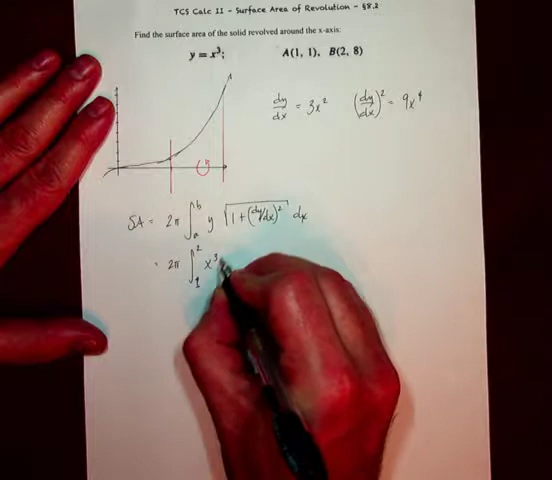 TCS Calc II - Surface Area of Revolution - §8.2
Find the surface area of the solid revolved around the x-axis:
y = x³; A(1, 1), B(2, 8)
dy/dx = 3x² (dy/dx)² = 9x⁴
SA = 2π ∫ₐᵇ y √(1+(dy/dx)²) dx
= 2π ∫₁² x³